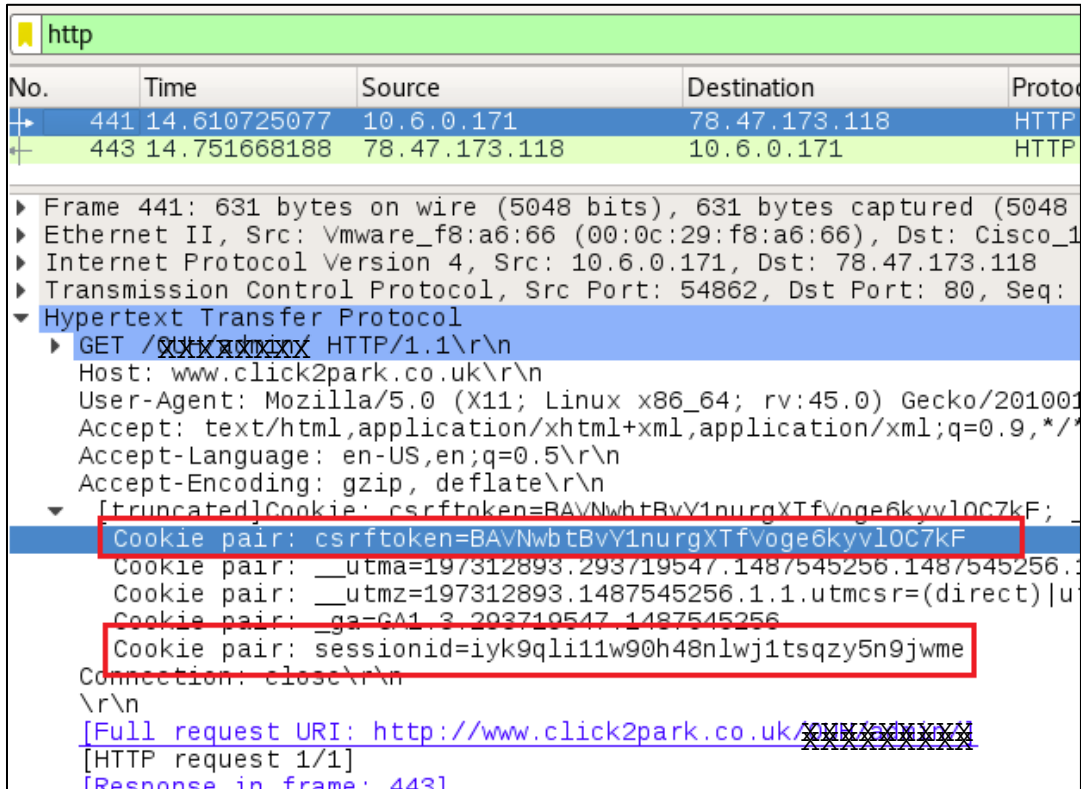 http
No. Time Source Destination Proto
441 14.610725077 10.6.0.171 78.47.173.118 HTTP
443 14.751668188 78.47.173.118 10.6.0.171 HTTP
Frame 441: 631 bytes on wire (5048 bits), 631 bytes captured (5048
Ethernet II, Src: Vmware_f8:a6:66 (00:0c:29:f8:a6:66), Dst: Cisco_1
Internet Protocol Version 4, Src: 10.6.0.171, Dst: 78.47.173.118
Transmission Control Protocol, Src Port: 54862, Dst Port: 80, Seq:
Hypertext Transfer Protocol
GET / HTTP/1.1\r\n
Host: www.click2park.co.uk\r\n
User-Agent: Mozilla/5.0 (X11; Linux x86_64; rv:45.0) Gecko/201001
Accept: text/html,application/xhtml+xml,application/xml;q=0.9,*/*
Accept-Language: en-US,en;q=0.5\r\n
Accept-Encoding: gzip, deflate\r\n
[truncated]Cookie: csrftoken=BAVNwbtBvY1nurgXTfVoge6kyvlOC7kF; _
Cookie pair: csrftoken=BAVNwbtBvY1nurgXTfVoge6kyvlOC7kF
Cookie pair: __utma=197312893.293719547.1487545256.1487545256.1
Cookie pair: __utmz=197312893.1487545256.1.1.utmcsr=(direct)|ut
Cookie pair: _ga=GA1.3.293719547.1487545256
Cookie pair: sessionid=iyk9qli11w90h48nlwj1tsqzy5n9jwme
Connection: close\r\n
\r\n
[Full request URI: http://www.click2park.co.uk/
[HTTP request 1/1]
[Response in frame: 443]